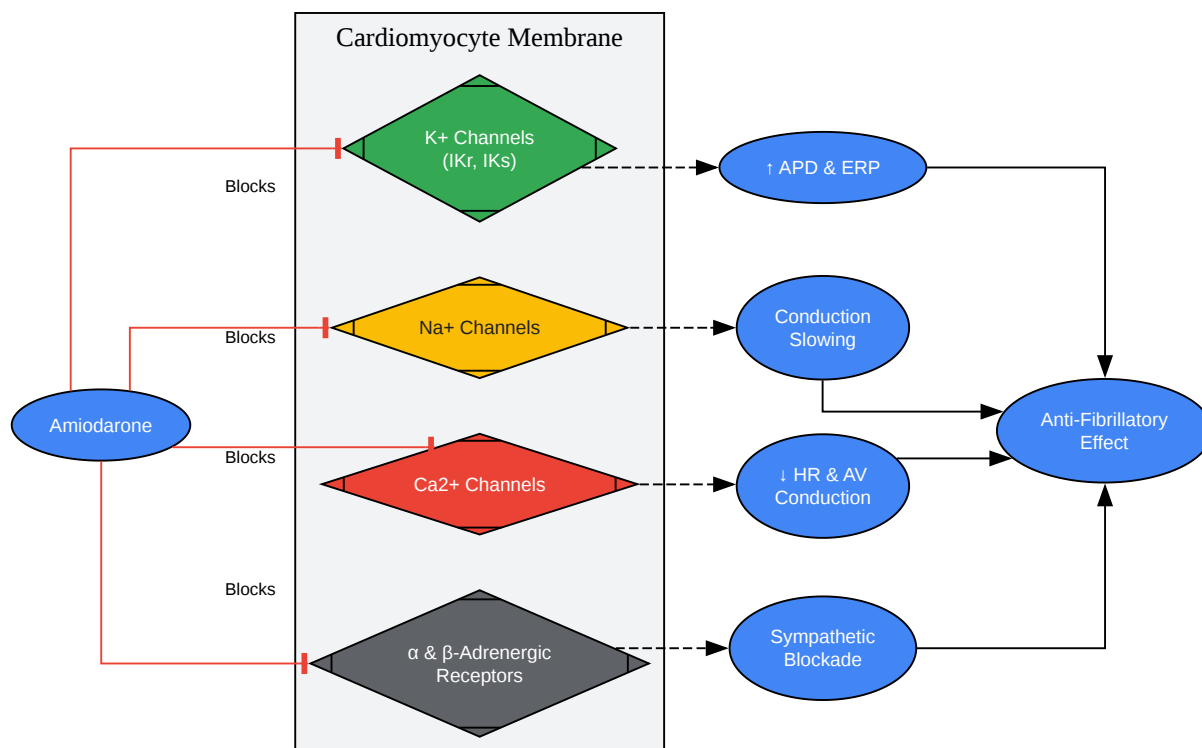 Cardiomyocyte Membrane
K+ Channels
(IKr, IKs)
↑ APD & ERP
Blocks
Na+ Channels
Conduction
Slowing
Blocks
Amiodarone
Anti-Fibrillatory
Effect
Blocks
Ca2+ Channels
↓ HR & AV
Conduction
Blocks
α & β-Adrenergic
Receptors
Sympathetic
Blockade